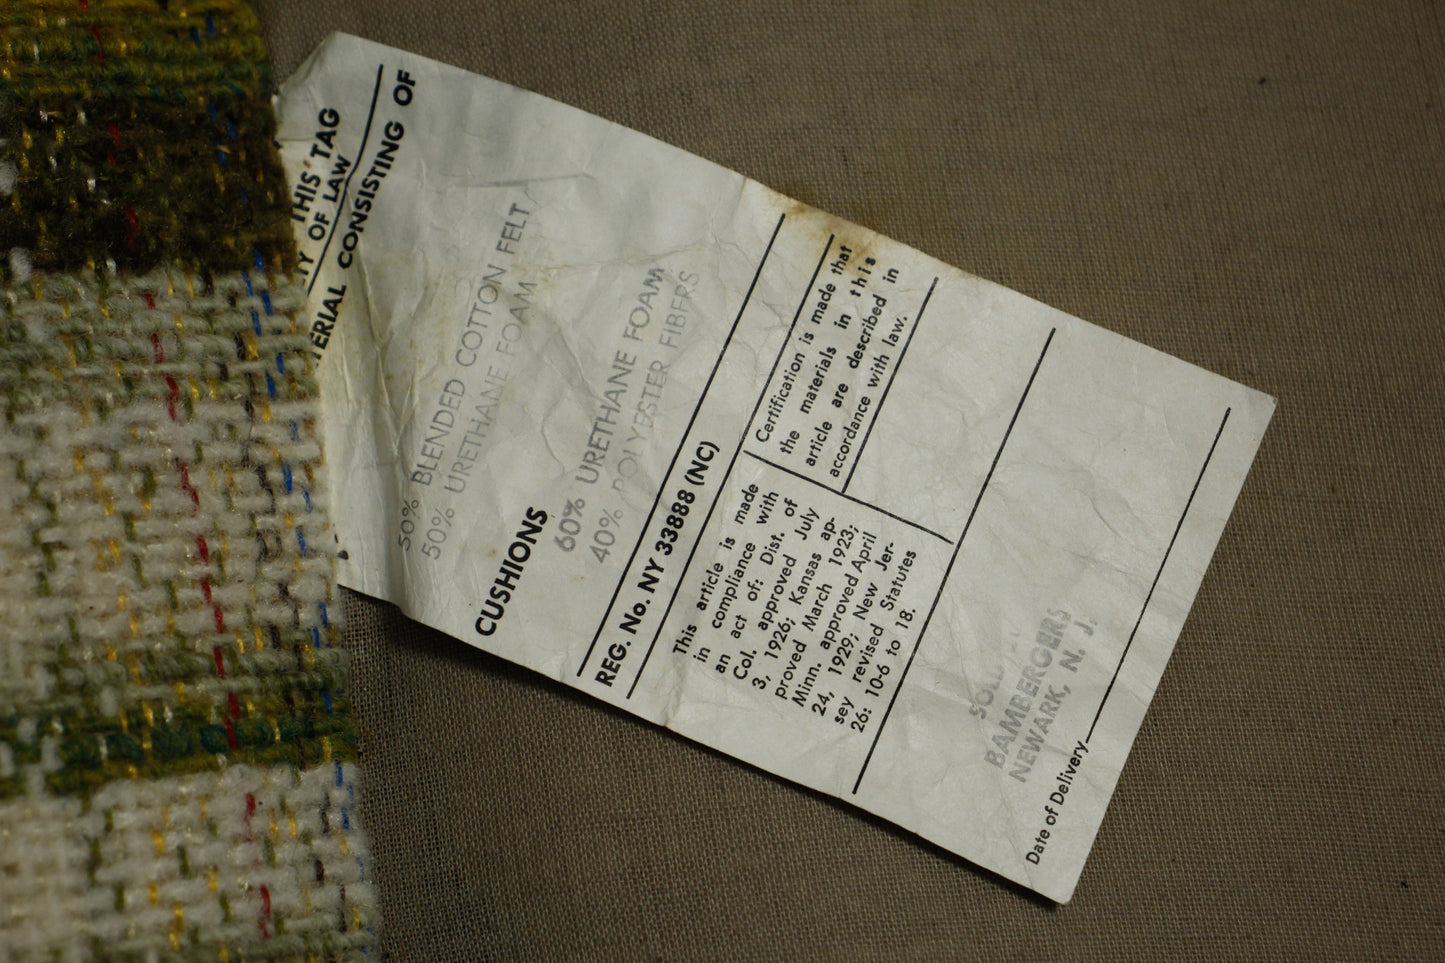 THIS TAG
OF LAW
MATERIAL CONSISTING OF
50% BLENDED COTTON FELT
50% URETHANE FOAM
CUSHIONS
60% URETHANE FOAM
40% POLYESTER FIBERS
REG. No. NY 33888 (NC)
This article is made
in compliance with
an act of: Dist. of
Col. approved July
3, 1926; Kansas ap-
proved March 1923;
Minn. approved April
24, 1929; New Jer-
sey revised Statutes
26: 10-6 to 18.
Certification is made that
the materials in this
article are described in
accordance with law.
SOLD
BAMBERGERS
NEWARK, N. J.
Date of Delivery